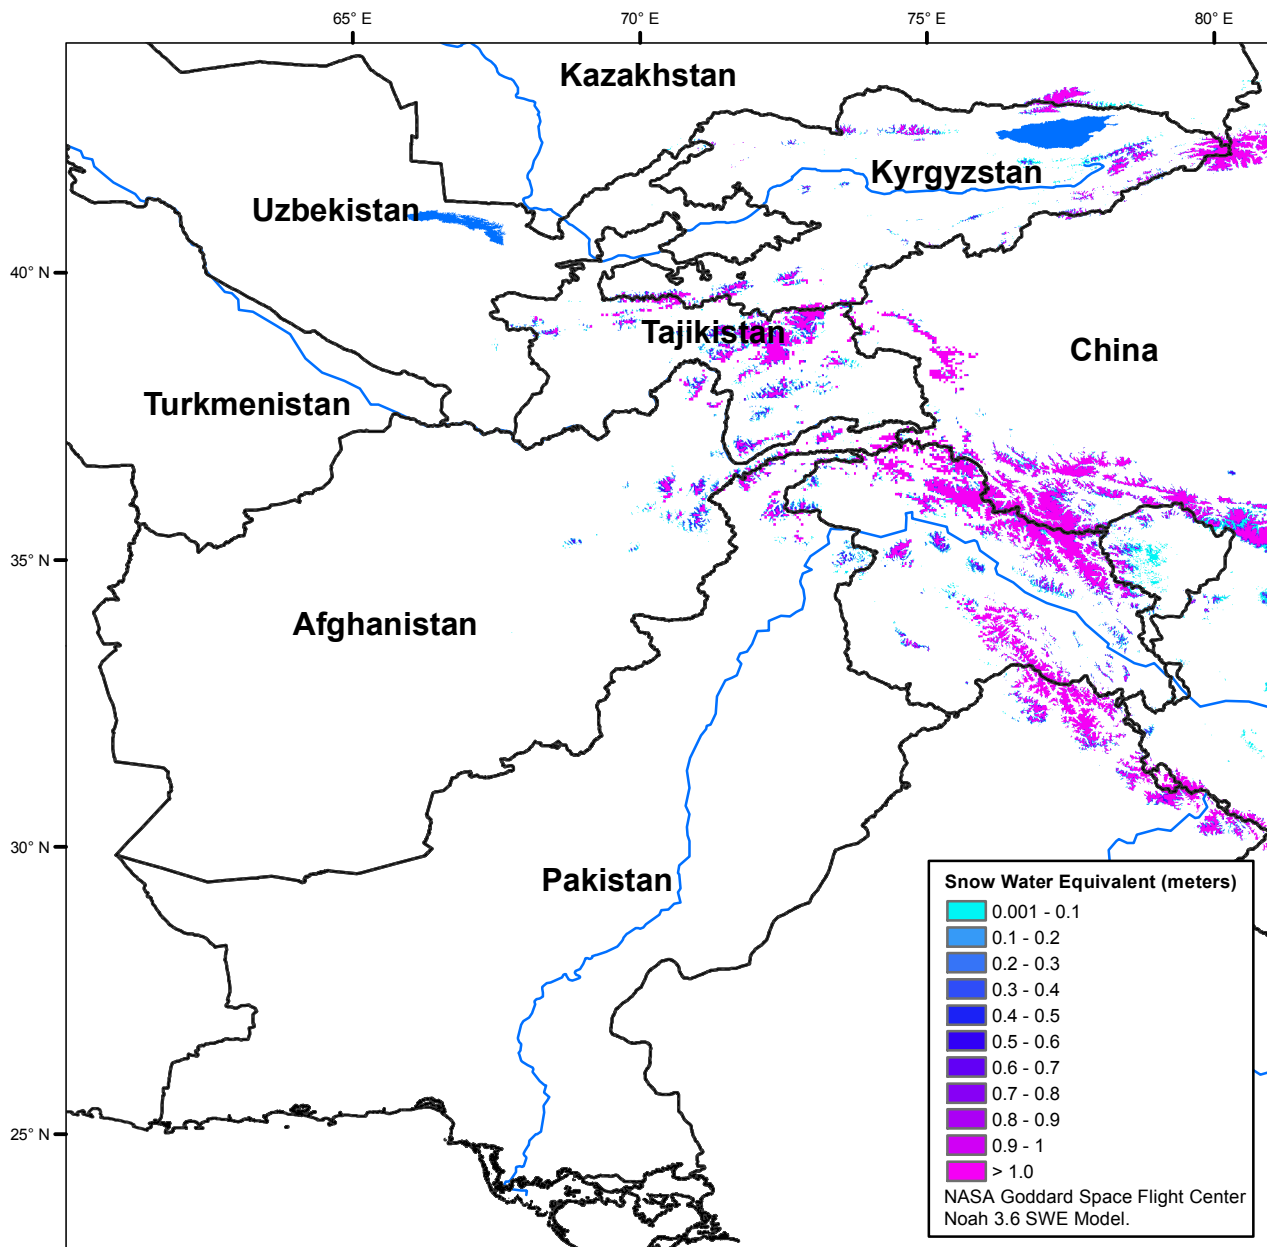 65° E
70° E
75° E
80° E
Kazakhstan
Kyrgyzstan
Uzbekistan
40° N
Tajikistan
China
Turkmenistan
35° N
Afghanistan
30° N
Pakistan
Snow Water Equivalent (meters)
0.001 - 0.1
0.1 - 0.2
0.2 - 0.3
0.3 - 0.4
0.4 - 0.5
0.5 - 0.6
0.6 - 0.7
0.7 - 0.8
0.8 - 0.9
0.9 - 1
> 1.0
25° N
NASA Goddard Space Flight Center
Noah 3.6 SWE Model.